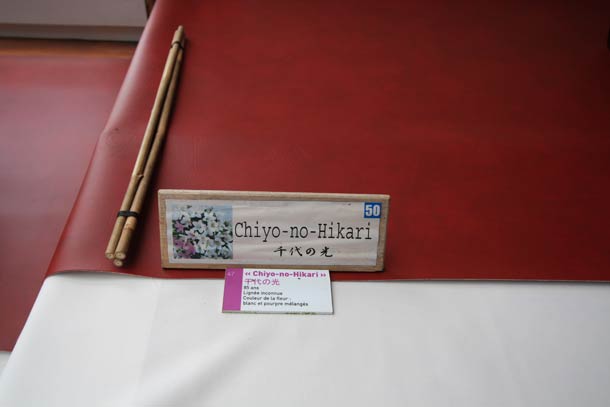 50
Chiyo-no-Hikari
千代の光
47 « Chiyo-no-Hikari »
千代の光
85 ans
Lignée inconnue
Couleur de la fleur :
blanc et pourpre mélangés